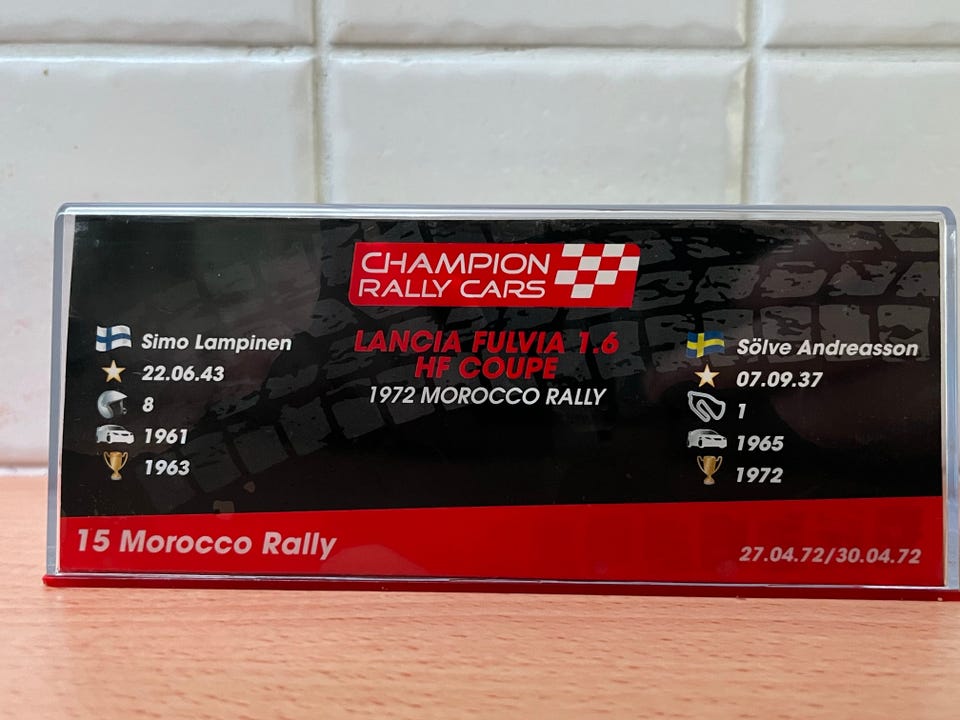 CHAMPION
RALLY CARS
LANCIA FULVIA 1.6
HF COUPE
1972 MOROCCO RALLY
Simo Lampinen
22.06.43
8
1961
1963
Sölve Andreasson
07.09.37
1
1965
1972
15 Morocco Rally
27.04.72/30.04.72